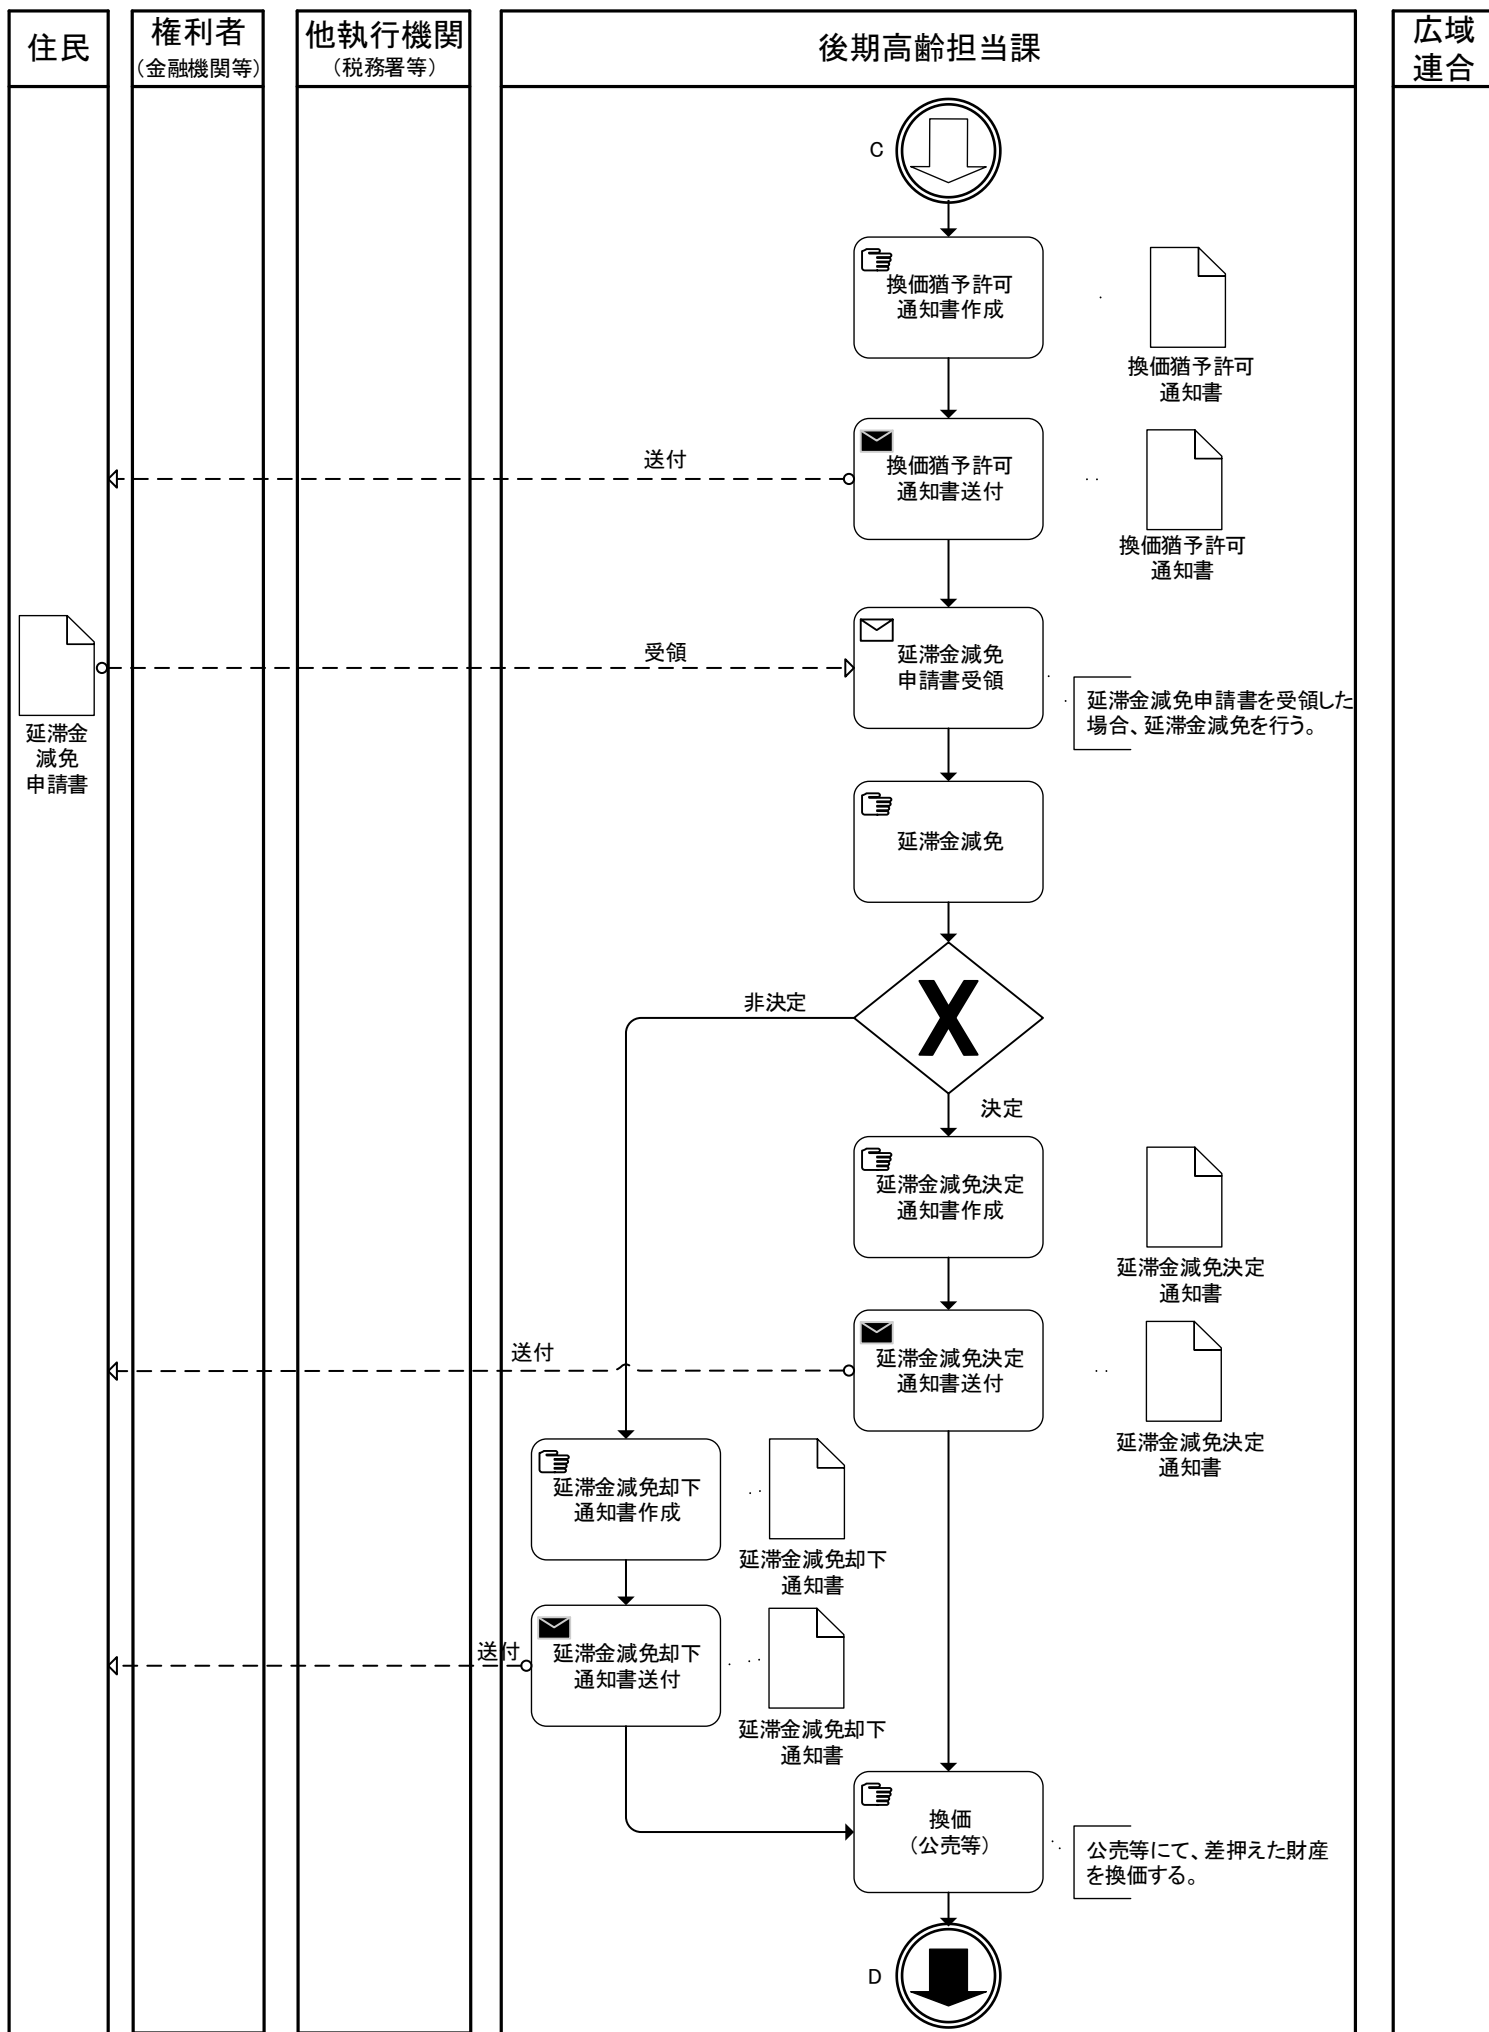 住民
権利者
（金融機関等）
他執行機関
（税務署等）
後期高齢担当課
広域
連合
C
換価猶予許可
通知書作成
換価猶予許可
通知書
送付
換価猶予許可
通知書送付
換価猶予許可
通知書
延滞金
減免
申請書
受領
延滞金減免
申請書受領
延滞金減免申請書を受領した
場合、延滞金減免を行う。
延滞金減免
X
非決定
決定
延滞金減免決定
通知書作成
延滞金減免決定
通知書
送付
延滞金減免決定
通知書送付
延滞金減免決定
通知書
延滞金減免却下
通知書作成
延滞金減免却下
通知書
送付
延滞金減免却下
通知書送付
延滞金減免却下
通知書
換価
（公売等）
公売等にて、差押えた財産
を換価する。
D